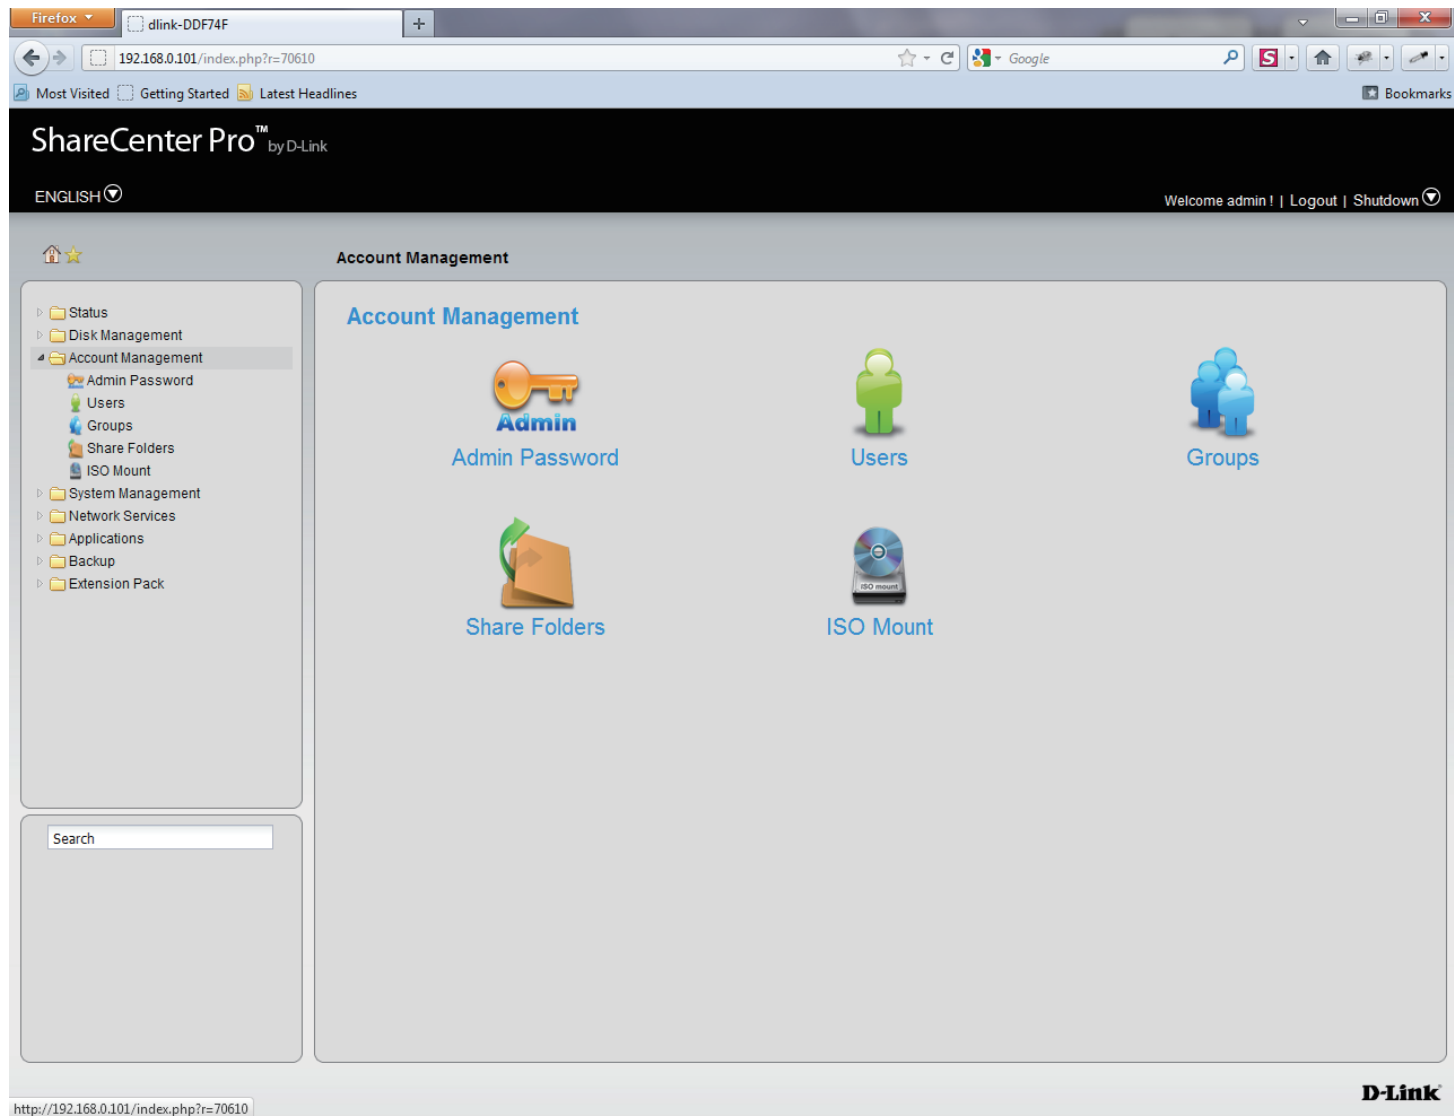 Firefox
dlink-DDF74F
+
192.168.0.101/index.php?r=70610
Google
S
Most Visited
Getting Started
Latest Headlines
Bookmarks
ShareCenter Pro™ by D-Link
ENGLISH
Welcome admin ! | Logout | Shutdown
Account Management
Status
Disk Management
Account Management
Admin Password
Users
Groups
Share Folders
ISO Mount
System Management
Network Services
Applications
Backup
Extension Pack
Search
Account Management
Admin
Admin Password
Users
Groups
Share Folders
ISO mount
ISO Mount
D-Link
http://192.168.0.101/index.php?r=70610